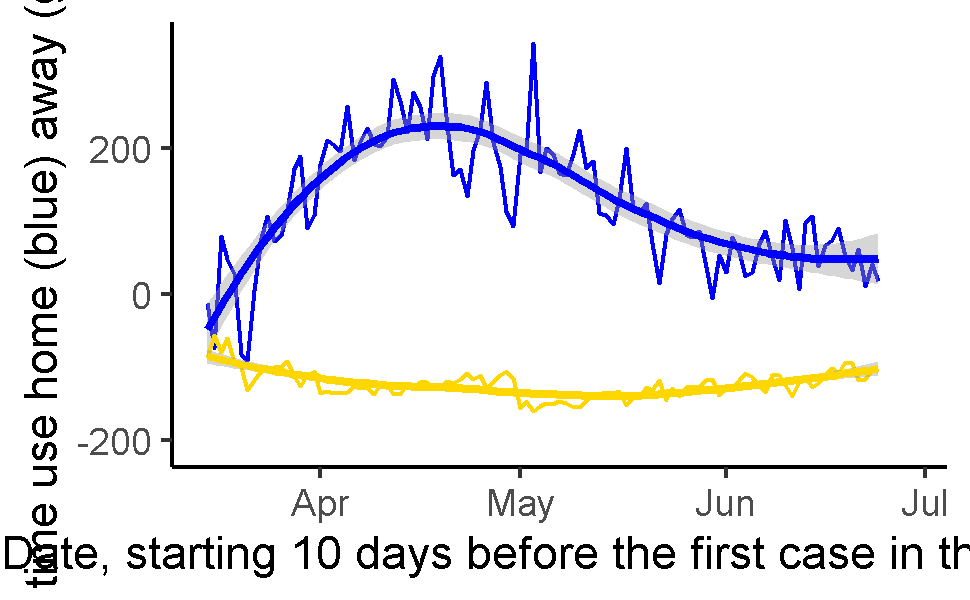 time use home (blue) away (
200
0
-200
Apr May Jun Jul
Date, starting 10 days before the first case in th